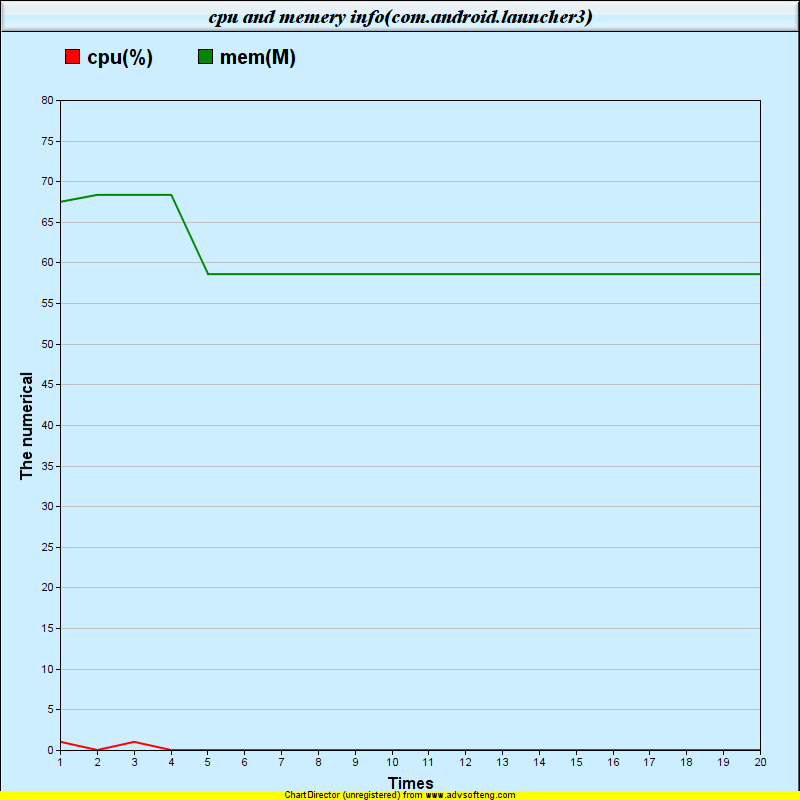 cpu and memery info(com.android.launcher3)
cpu(%) mem(M)
80
75
70
65
60
55
50
45
40
35
30
25
20
15
10
5
0
The numerical
1 2 3 4 5 6 7 8 9 10 11 12 13 14 15 16 17 18 19 20
Times
ChartDirector (unregistered) from www.advsofteng.com